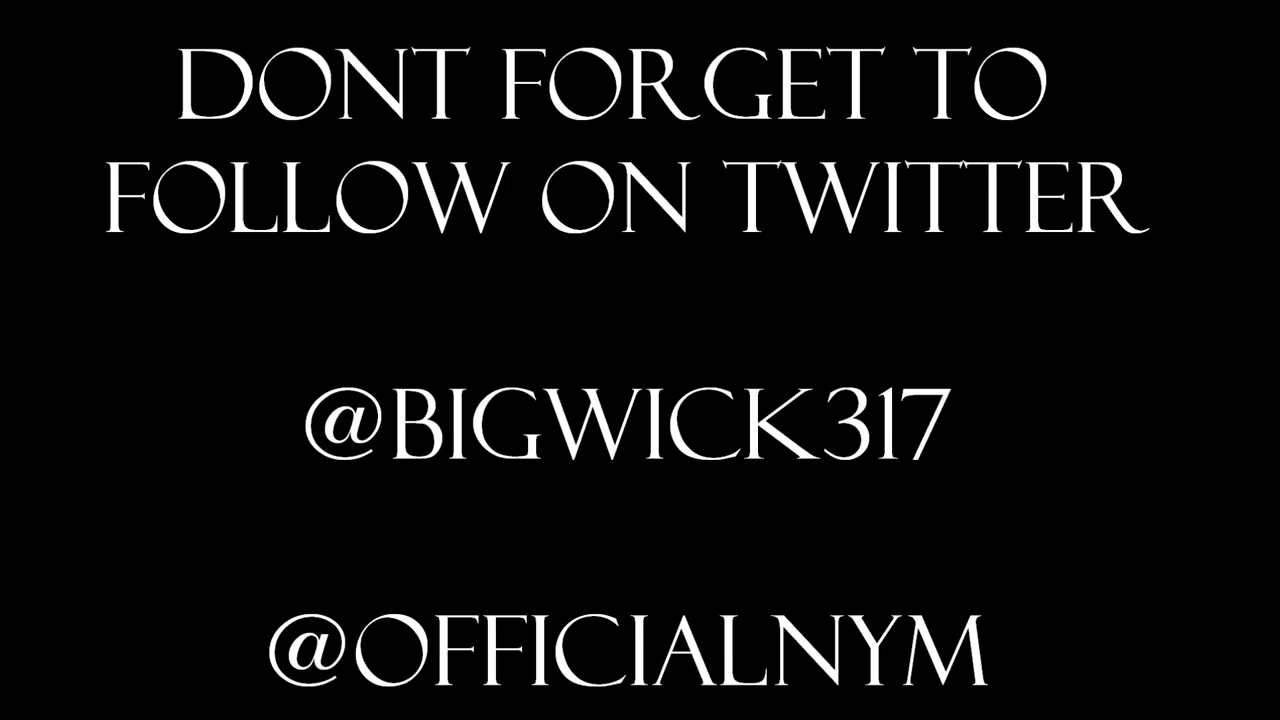 DONT FORGET TO
FOLLOW ON TWITTER
@BIGWICK317
@OFFICIALNYM